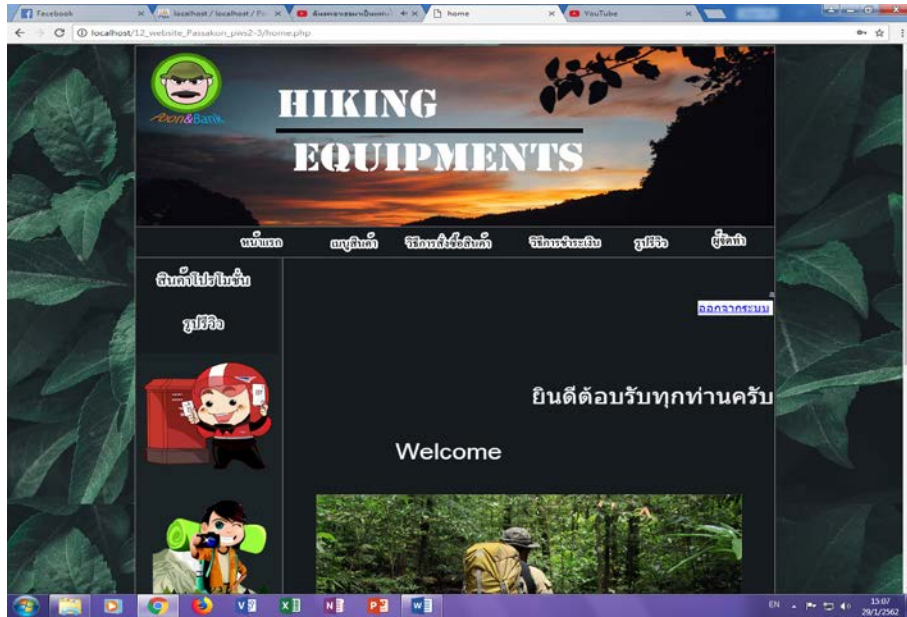 Facebook
localhost / localhost / Pa
YouTube
home
localhost/12_website_Passakon_pws2-3/home.php
&Bank
HIKING
EQUIPMENTS
หน้าแรก เมนูสินค้า วิธีการสั่งซื้อสินค้า วิธีการชำระเงิน รูปรีวิว ผู้จัดทำ
สินค้าโปรโมชั่น
รูปรีวิว
a
ออกจากระบบ
ยินดีต้อบรับทุกท่านครับ
Welcome
EN
15:07
29/1/2562